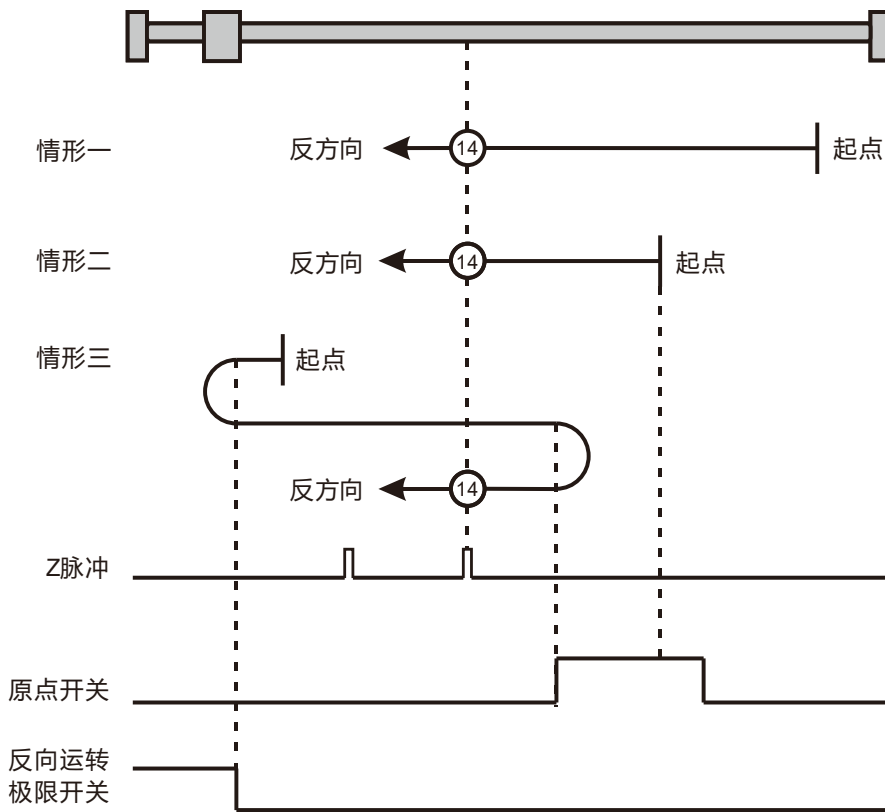 情形一
反方向
14
起点
情形二
反方向
14
起点
情形三
起点
反方向
14
Z脉冲
原点开关
反向运转
极限开关